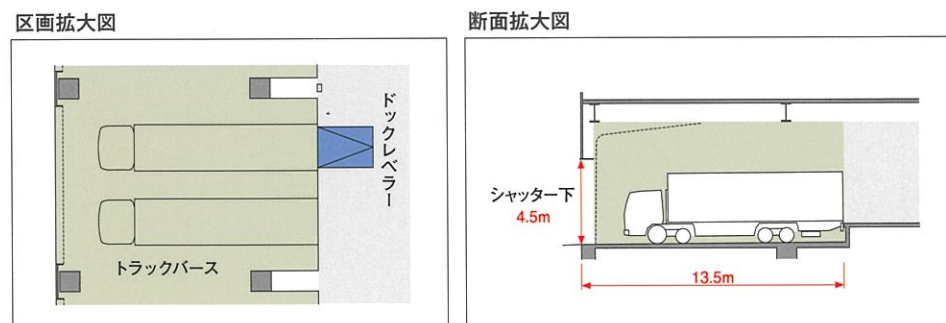 区画拡大図
ドックレベラー
トラックバース
断面拡大図
シャッター下
4.5m
13.5m